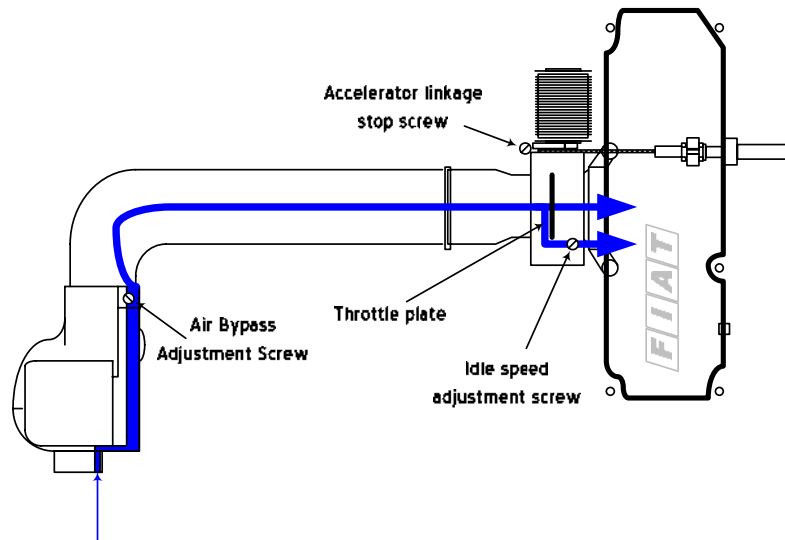 Accelerator linkage
stop screw
Throttle plate
Air Bypass
Adjustment Screw
Idle speed
adjustment screw
FIAT